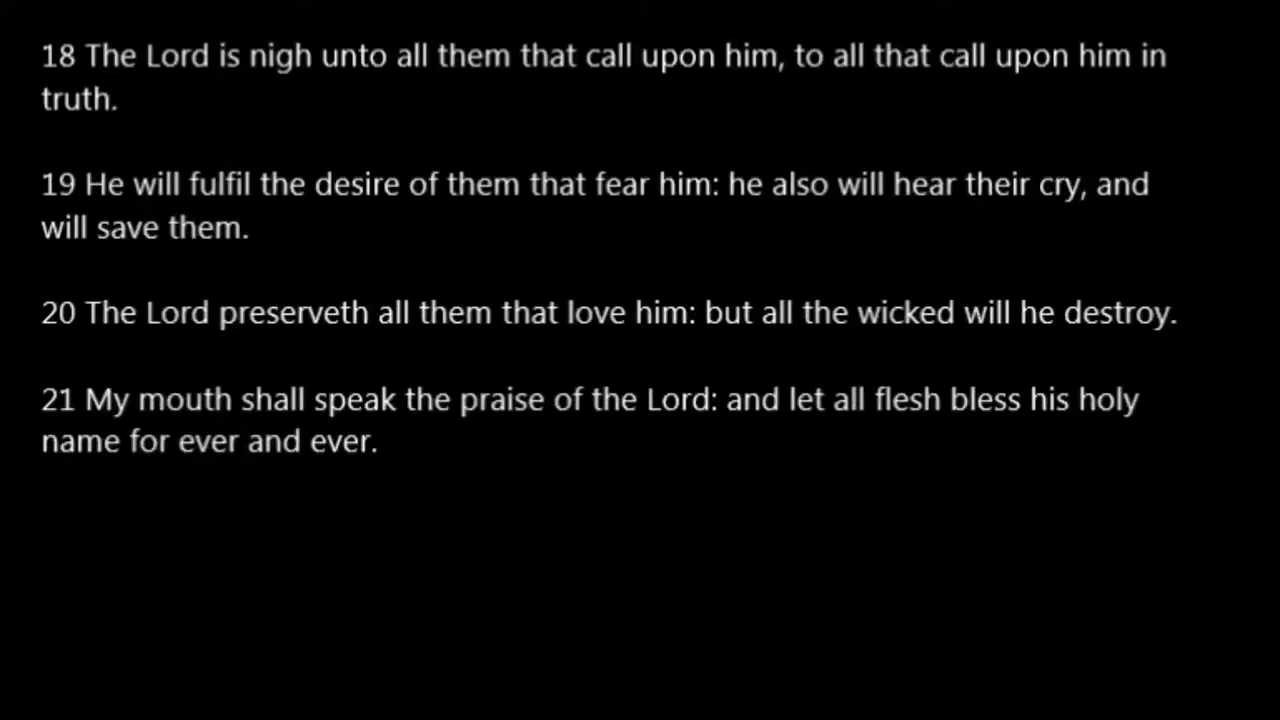 18 The Lord is nigh unto all them that call upon him, to all that call upon him in
truth.
19 He will fulfil the desire of them that fear him: he also will hear their cry, and
will save them.
20 The Lord preserveth all them that love him: but all the wicked will he destroy.
21 My mouth shall speak the praise of the Lord: and let all flesh bless his holy
name for ever and ever.